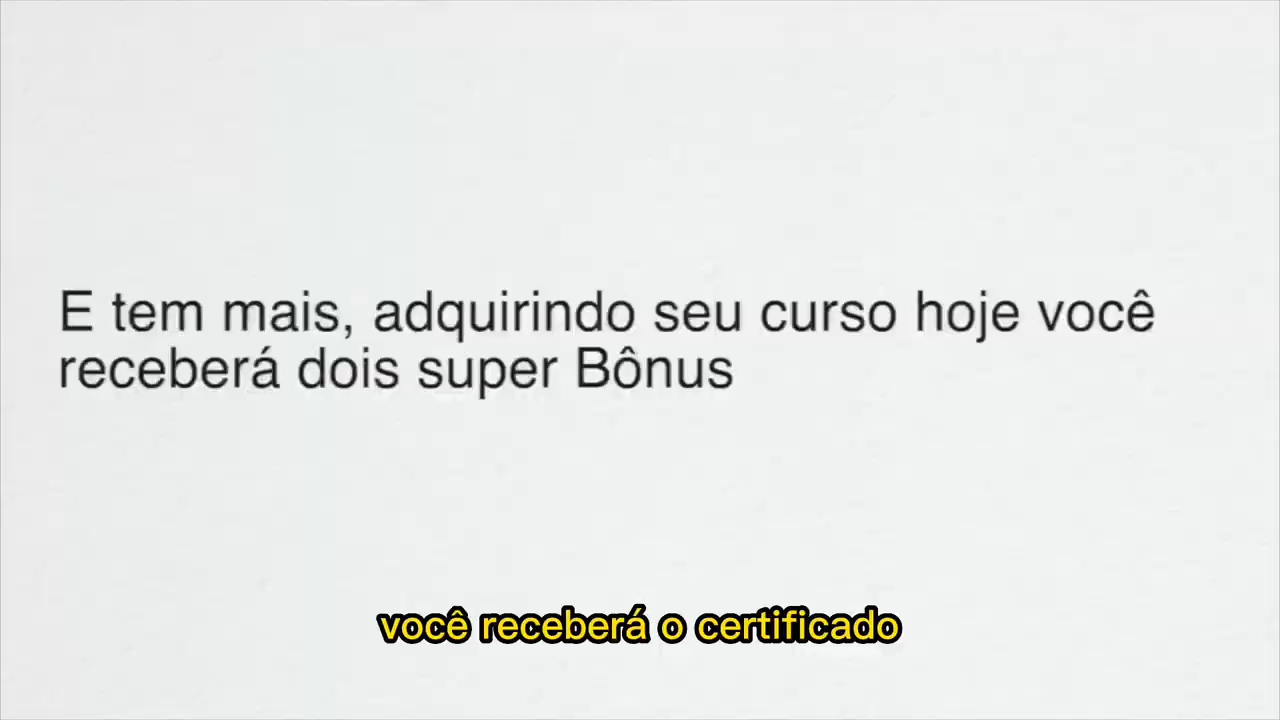 E tem mais, adquirindo seu curso hoje você
receberá dois super Bônus
você receberá o certificado